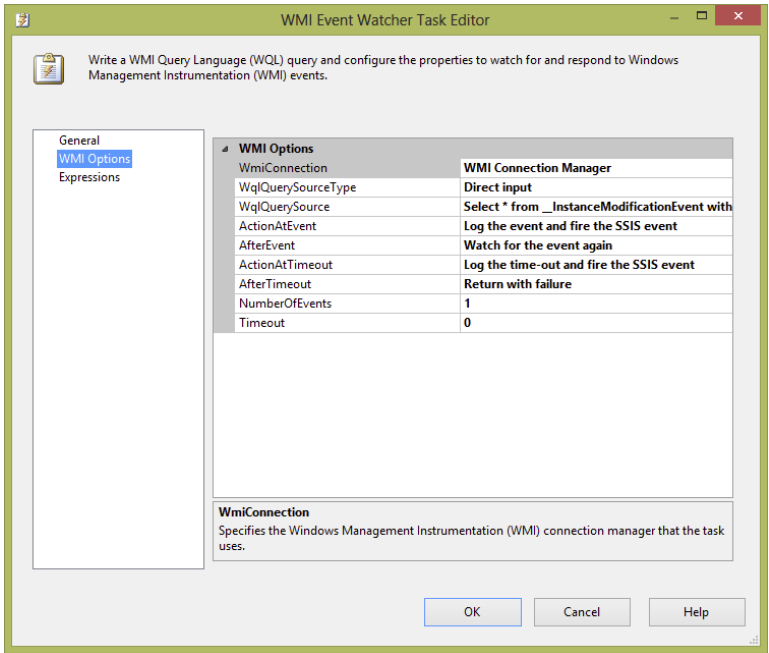 WMI Event Watcher Task Editor
Write a WMI Query Language (WQL) query and configure the properties to watch for and respond to Windows
Management Instrumentation (WMI) events.
General
WMI Options
Expressions
WMI Options
WmiConnection WMI Connection Manager
WqlQuerySourceType Direct input
WqlQuerySource Select * from __InstanceModificationEvent with
ActionAtEvent Log the event and fire the SSIS event
AfterEvent Watch for the event again
ActionAtTimeout Log the time-out and fire the SSIS event
AfterTimeout Return with failure
NumberOfEvents 1
Timeout 0
WmiConnection
Specifies the Windows Management Instrumentation (WMI) connection manager that the task
uses.
OK Cancel Help